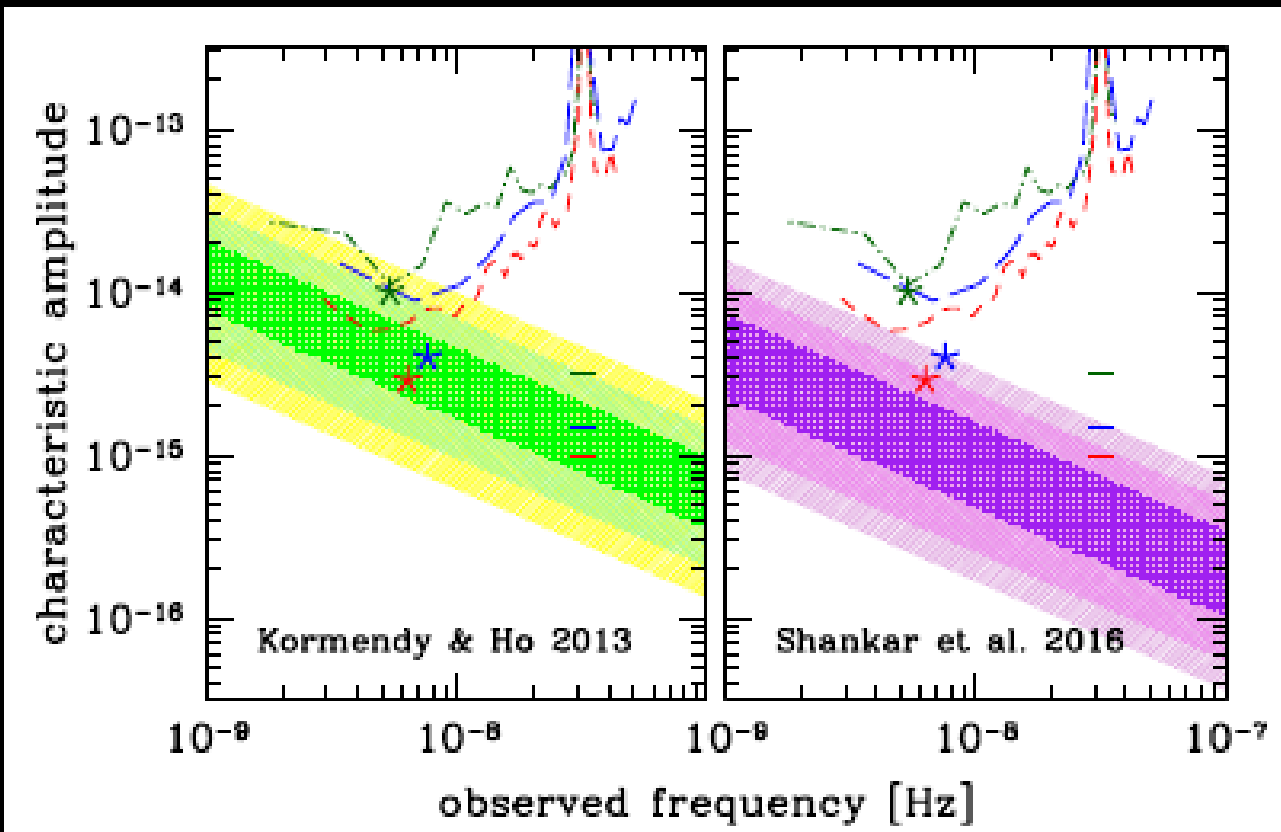 characteristic amplitude
10⁻¹³
10⁻¹⁴
10⁻¹⁵
10⁻¹⁶
Kormendy & Ho 2013
Shankar et al. 2016
10⁻⁹
10⁻⁸
10⁻⁹
10⁻⁸
10⁻⁷
observed frequency [Hz]